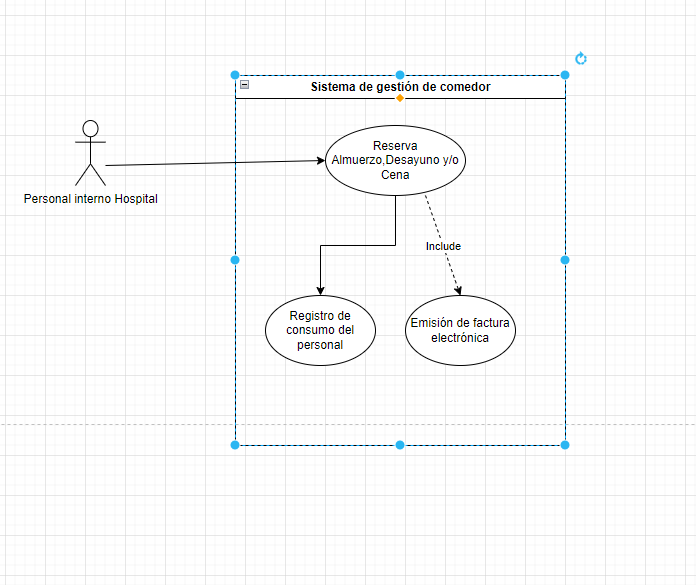 Sistema de gestión de comedor
Reserva
Almuerzo,Desayuno y/o
Cena
Personal interno Hospital
Include
Registro de
consumo del
personal
Emisión de factura
electrónica